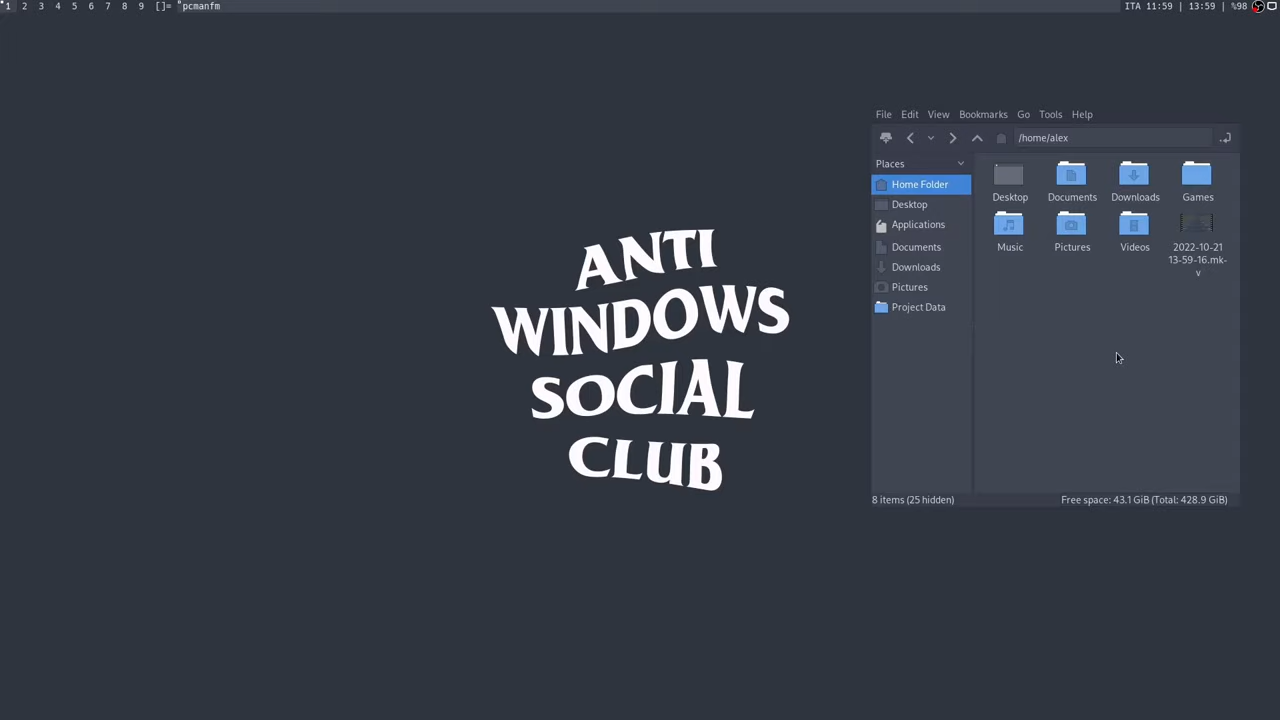 1 2 3 4 5 6 7 8 9 []= pcmanfm
ITA 11:59 | 13:59 | %98
ANTI
WINDOWS
SOCIAL
CLUB
File Edit View Bookmarks Go Tools Help
/home/alex
Places
Home Folder
Desktop
Applications
Documents
Downloads
Pictures
Project Data
Desktop Documents Downloads Games
Music Pictures Videos 2022-10-21
13-59-16.mk-
v
8 items (25 hidden)
Free space: 43.1 GiB (Total: 428.9 GiB)